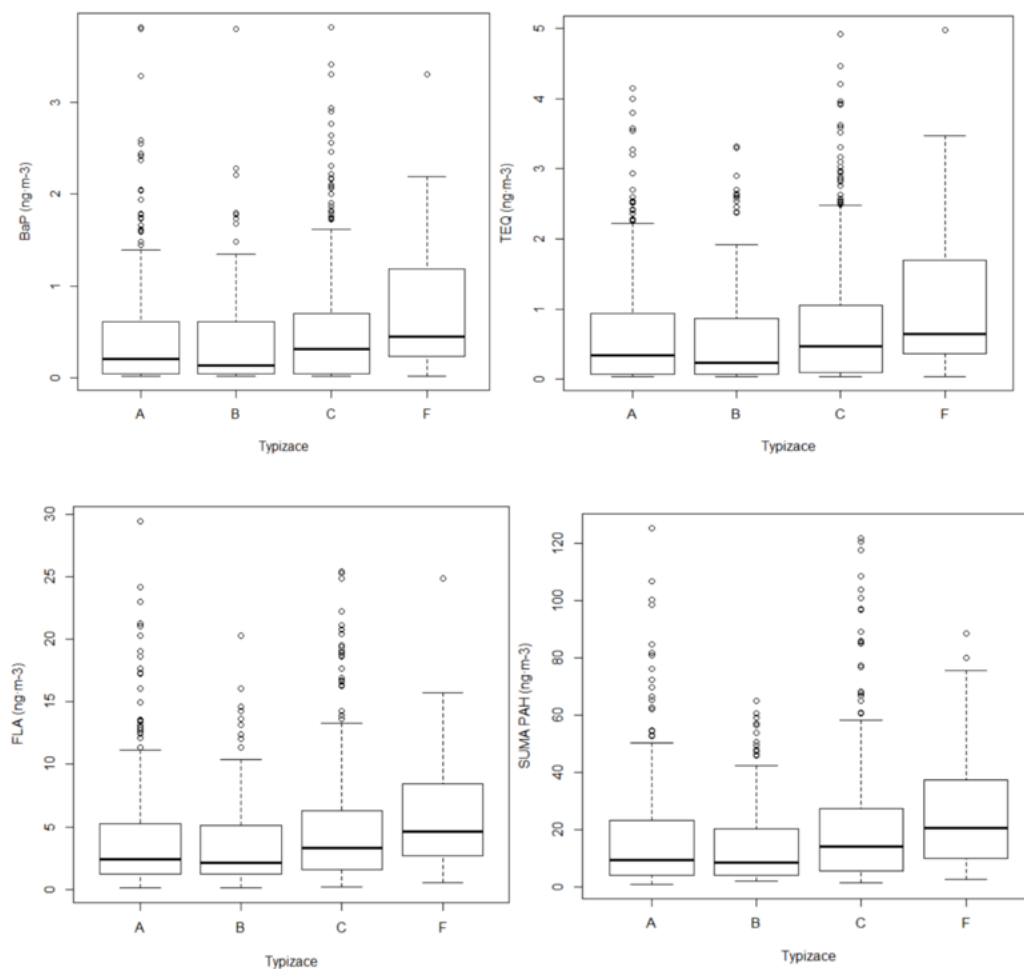 BaP (ng·m-3)
3
2
1
0
A B C F
Typizace
TEQ (ng·m-3)
5
4
3
2
1
0
A B C F
Typizace
FLA (ng·m-3)
30
25
20
15
10
5
0
A B C F
Typizace
SUMA PAH (ng·m-3)
120
100
80
60
40
20
0
A B C F
Typizace